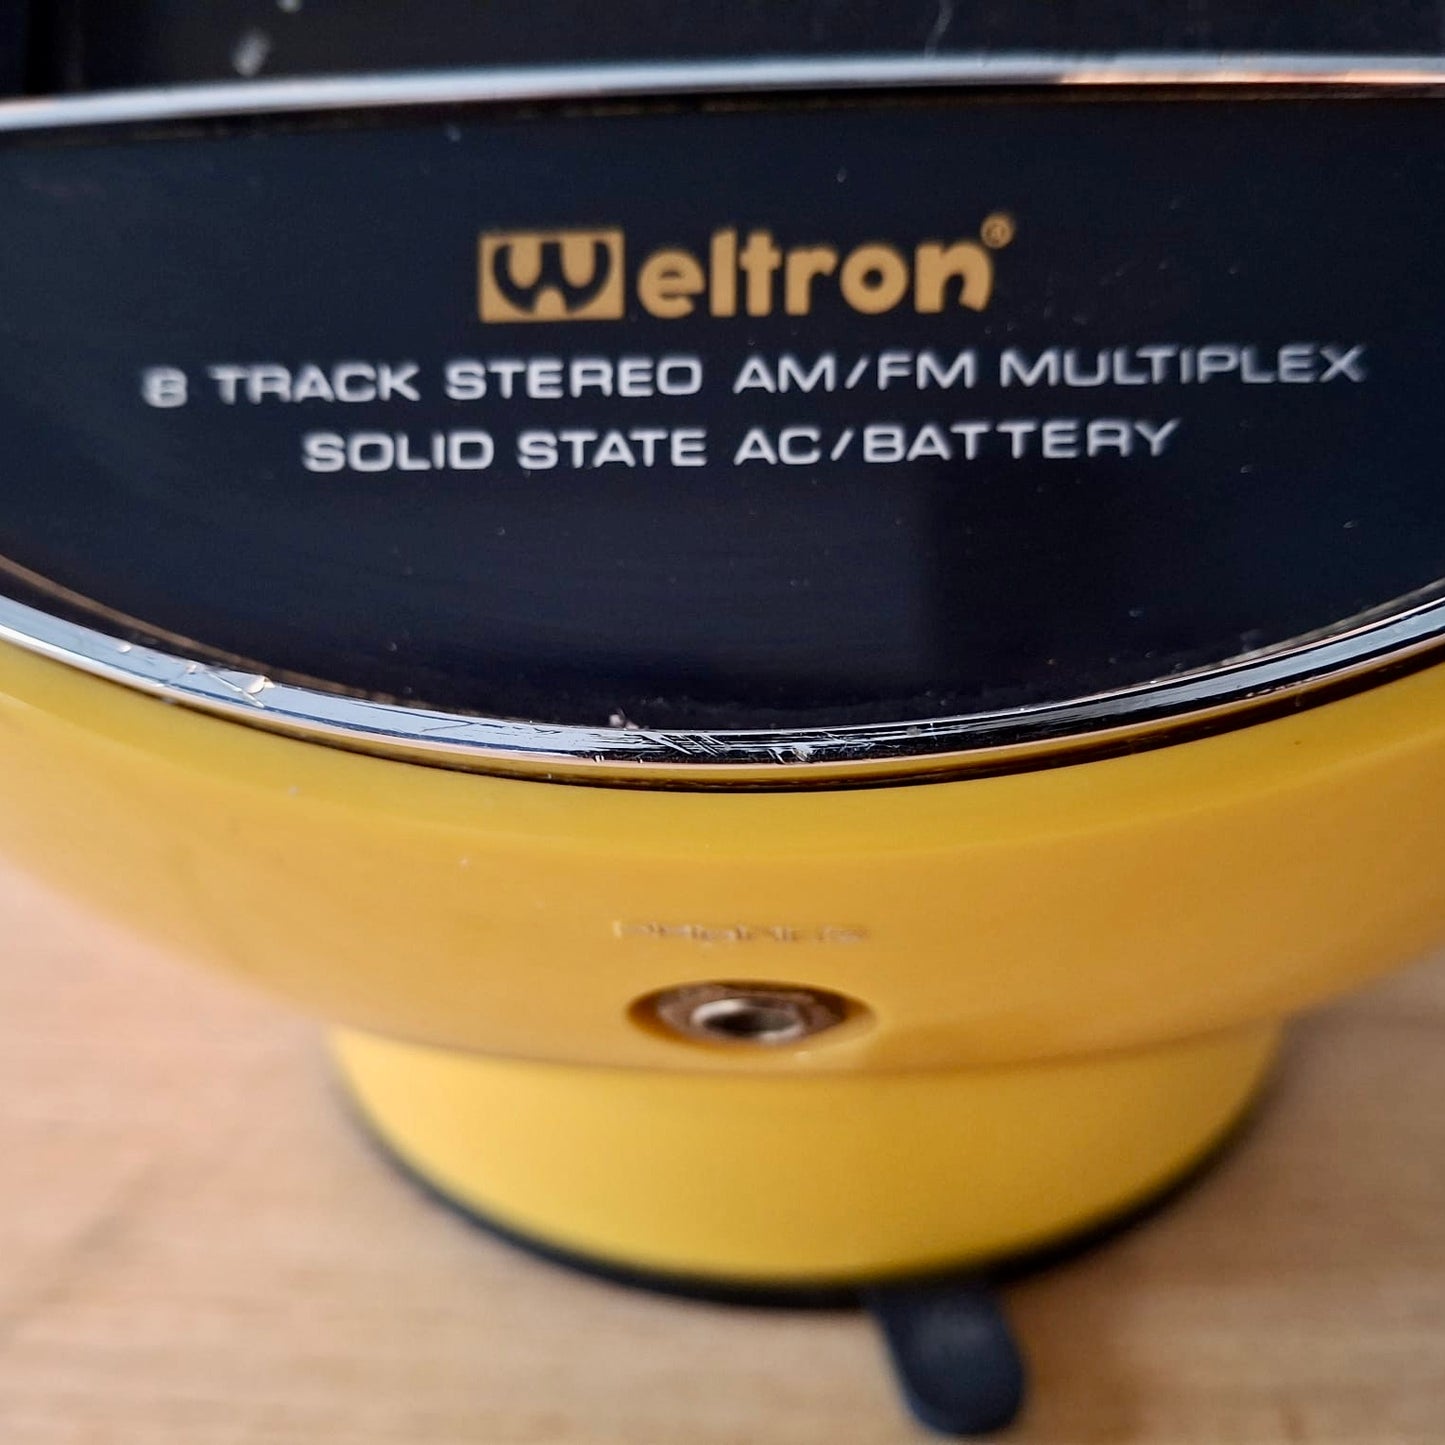 Weltron®
8 TRACK STEREO AM/FM MULTIPLEX
SOLID STATE AC/BATTERY